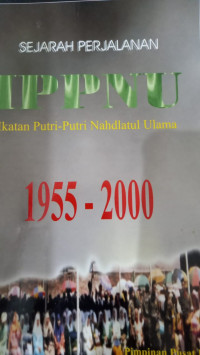 SEJARAH PERJALANAN
IPPNU
Ikatan Putri-Putri Nahdlatul Ulama
1955 - 2000
Pimpinan Pusat